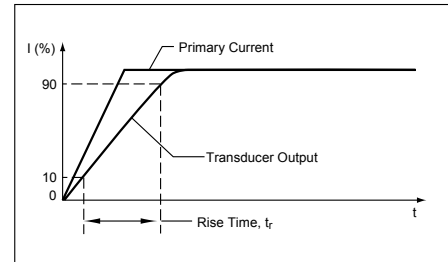 I (%)
Primary Current
90
Transducer Output
10
0
t
Rise Time, tr